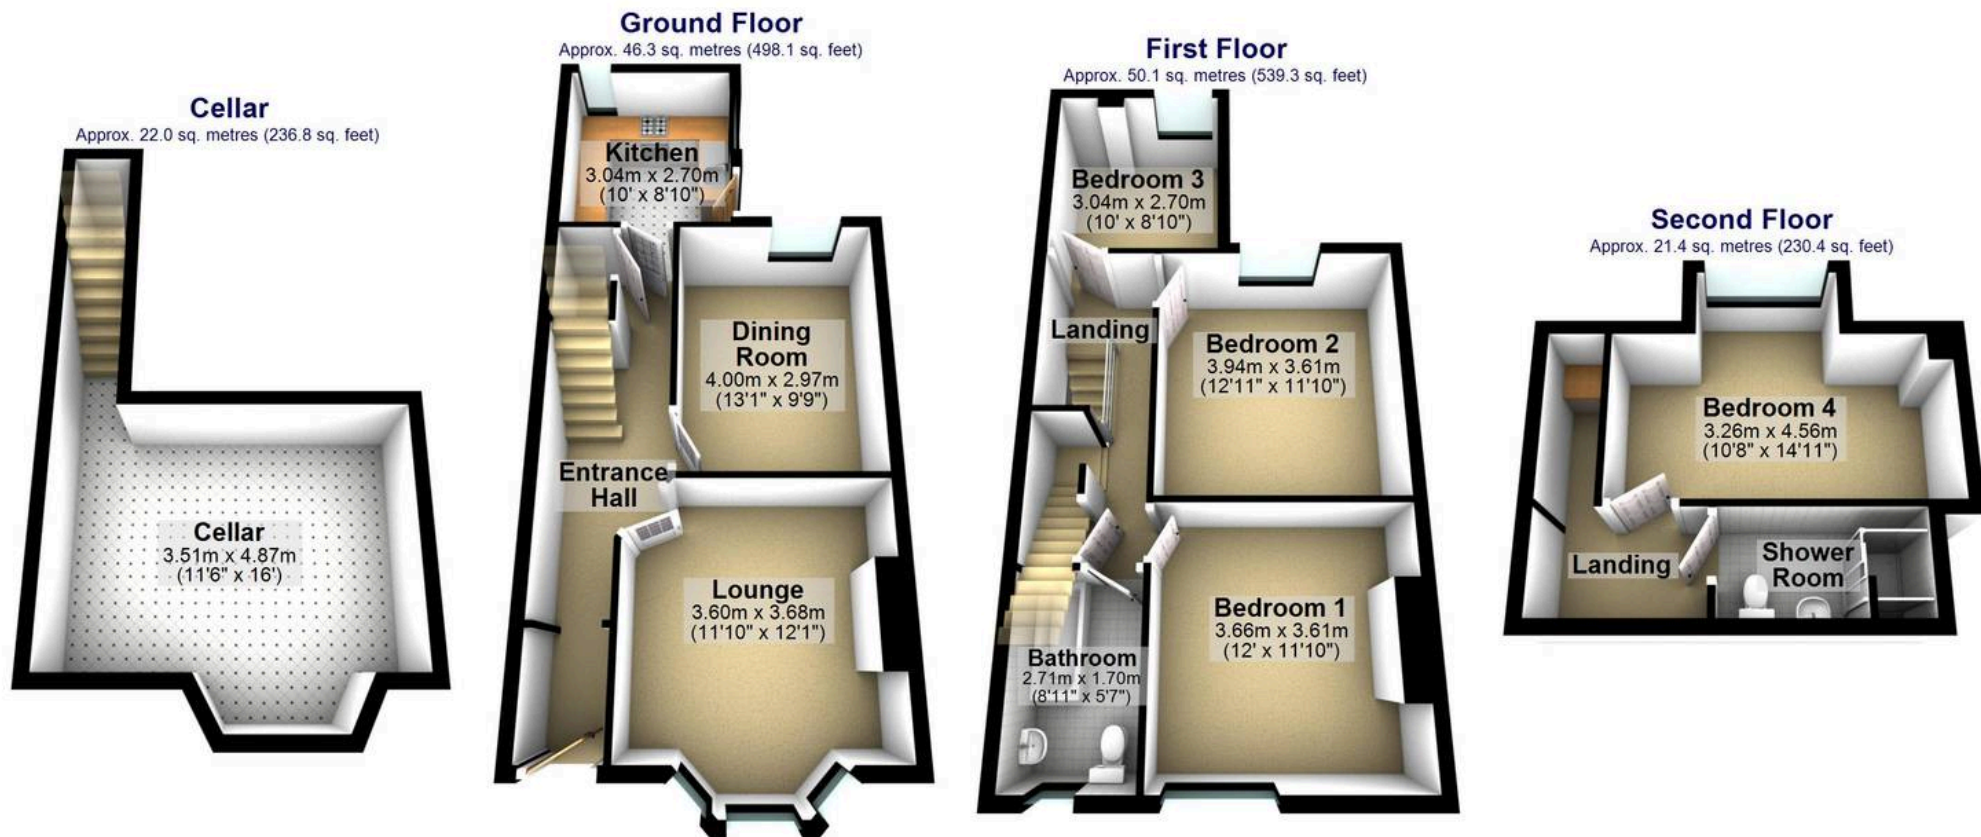 Cellar
Approx. 22.0 sq. metres (236.8 sq. feet)
Cellar
3.51m x 4.87m
(11'6" x 16')
Ground Floor
Approx. 46.3 sq. metres (498.1 sq. feet)
Kitchen
3.04m x 2.70m
(10' x 8'10")
Dining
Room
4.00m x 2.97m
(13'1" x 9'9")
Entrance
Hall
Lounge
3.60m x 3.68m
(11'10" x 12'1")
First Floor
Approx. 50.1 sq. metres (539.3 sq. feet)
Bedroom 3
3.04m x 2.70m
(10' x 8'10")
Landing
Bedroom 2
3.94m x 3.61m
(12'11" x 11'10")
Bedroom 1
3.66m x 3.61m
(12' x 11'10")
Bathroom
2.71m x 1.70m
(8'11" x 5'7")
Second Floor
Approx. 21.4 sq. metres (230.4 sq. feet)
Bedroom 4
3.26m x 4.56m
(10'8" x 14'11")
Landing
Shower
Room